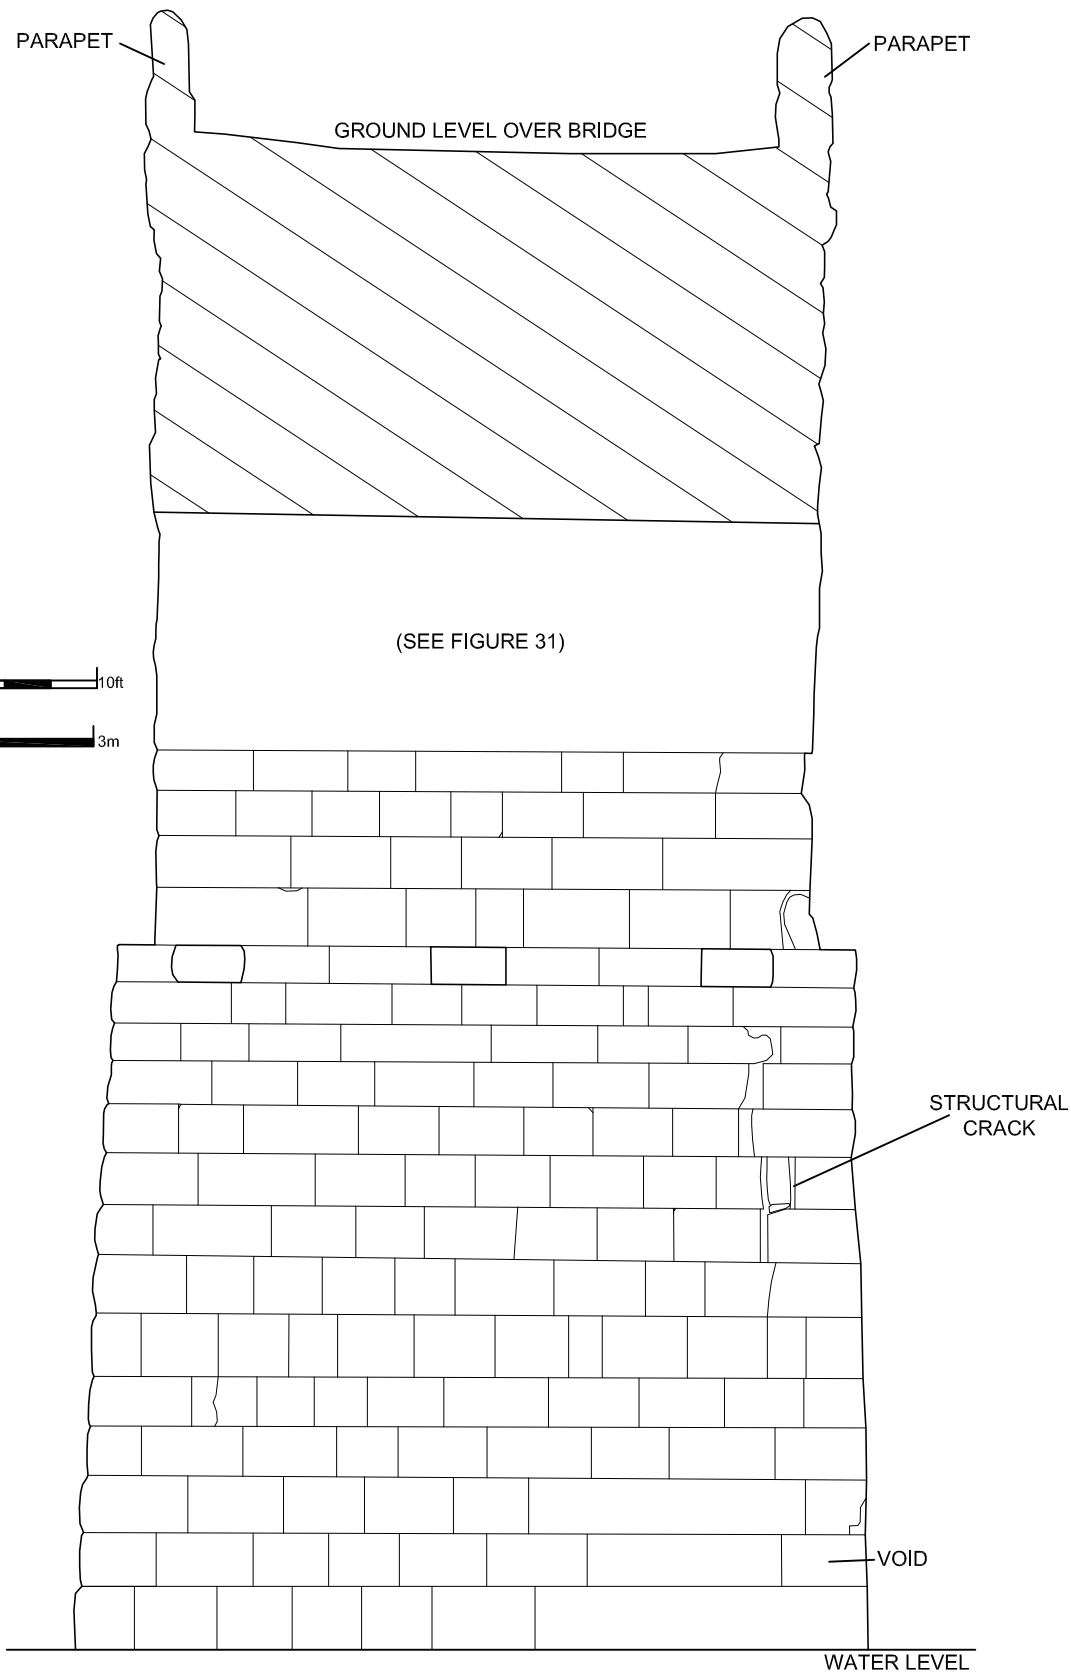 PARAPET
PARAPET
GROUND LEVEL OVER BRIDGE
(SEE FIGURE 31)
10ft
3m
STRUCTURAL
CRACK
VOID
WATER LEVEL